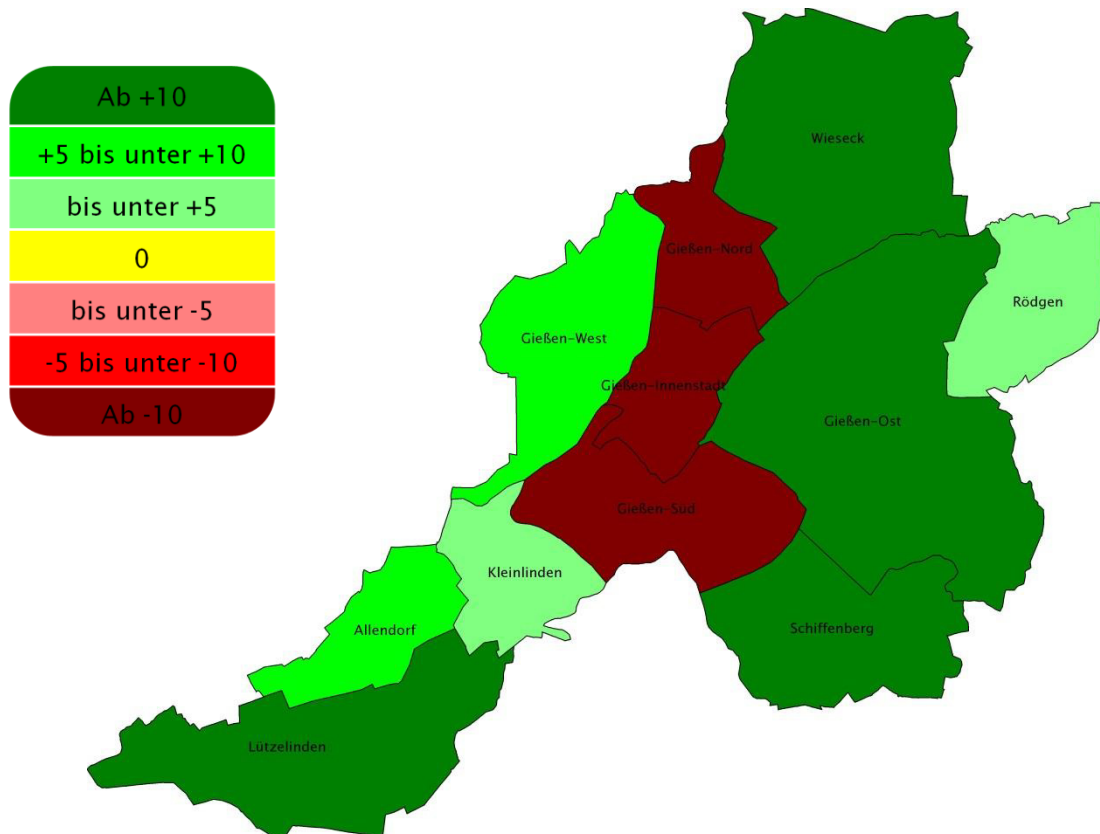 Ab +10
+5 bis unter +10
bis unter +5
0
bis unter -5
-5 bis unter -10
Ab -10
Wieseck
Gießen-Nord
Rödgen
Gießen-West
Gießen-Innenstadt
Gießen-Ost
Gießen-Süd
Kleinlinden
Allendorf
Schiffenberg
Lützelinden